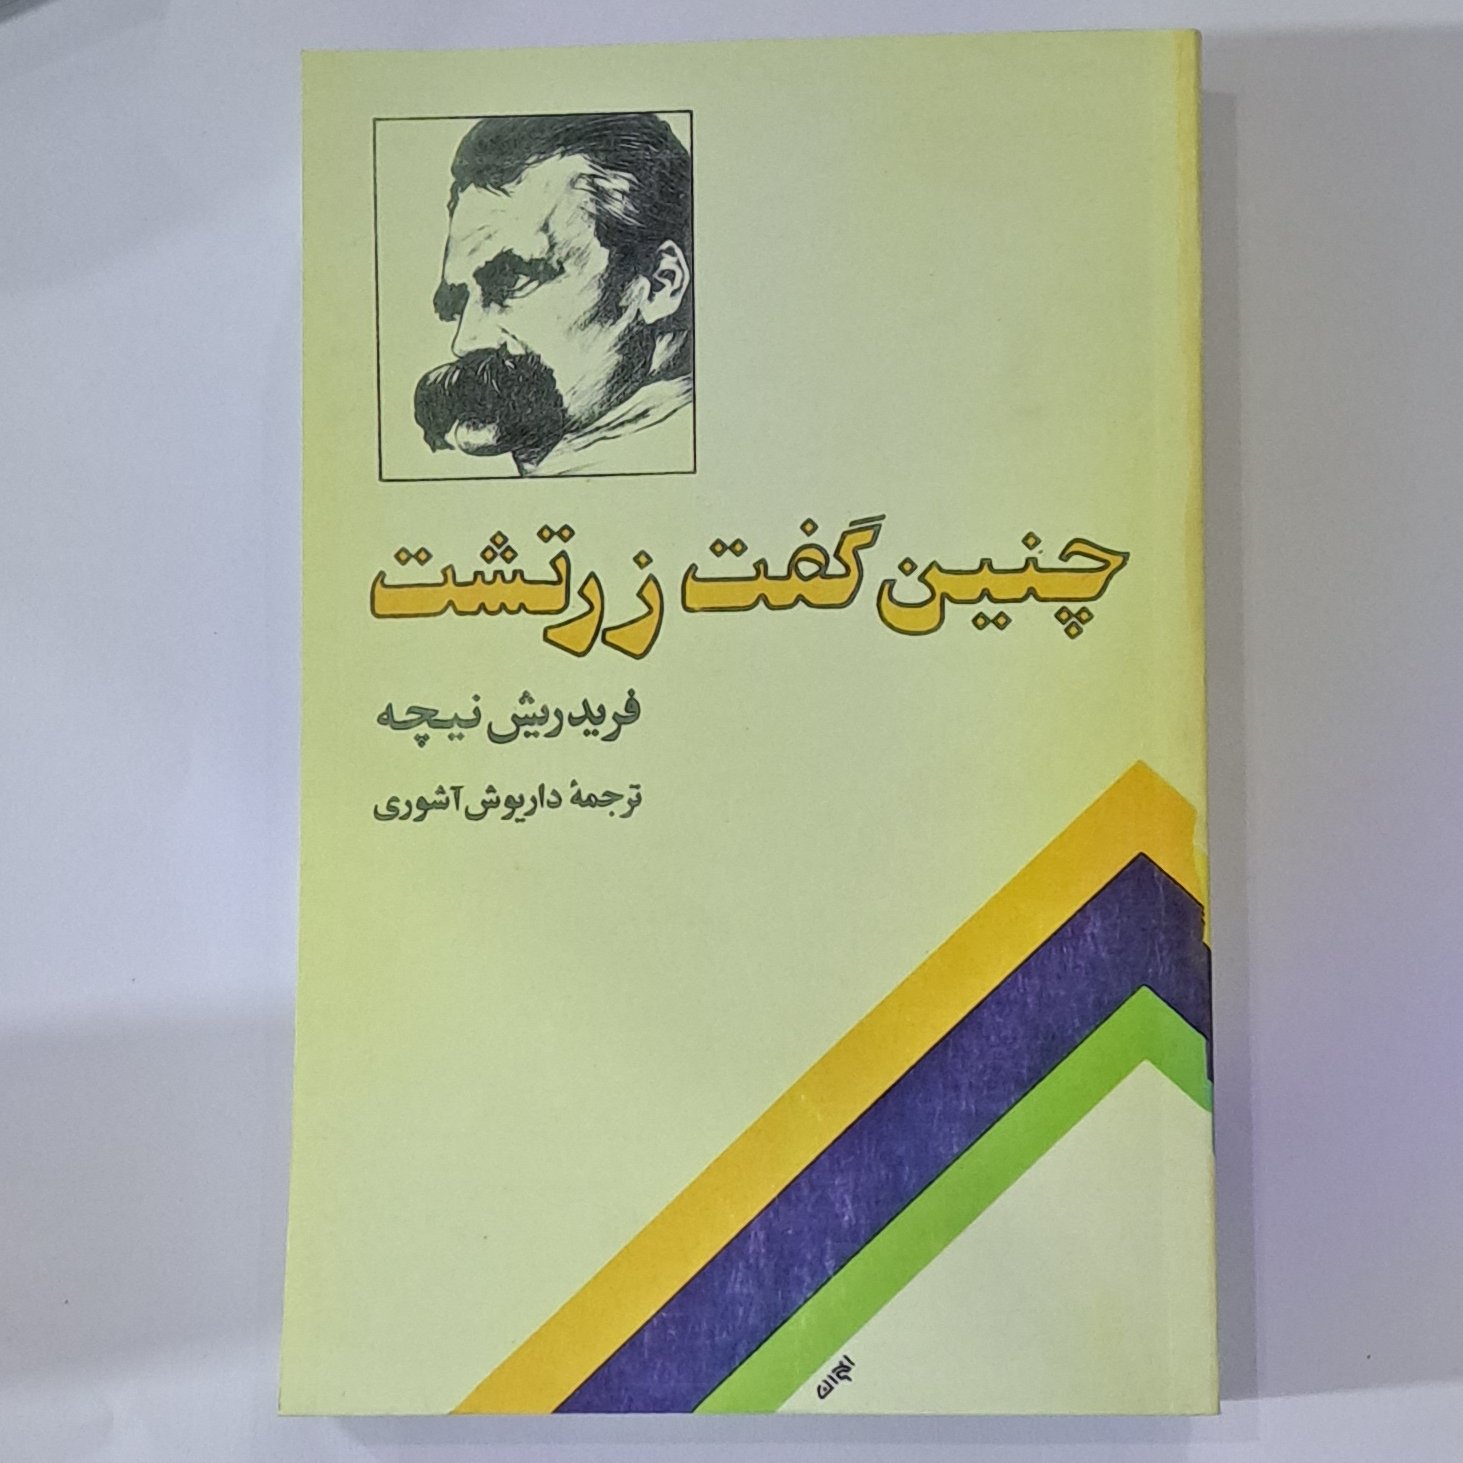 چنین گفت زرتشت
فریدریش نیچه
ترجمهٔ داریوش آشوری